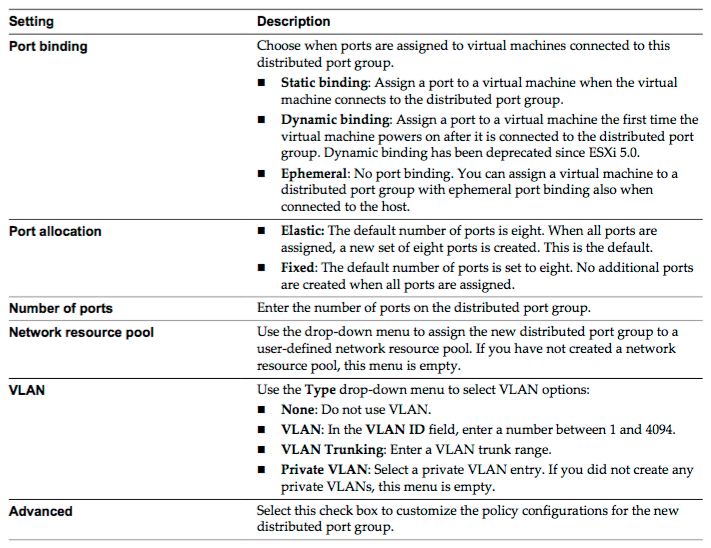 Setting Description
Port binding Choose when ports are assigned to virtual machines connected to this
distributed port group.
■ Static binding: Assign a port to a virtual machine when the virtual
machine connects to the distributed port group.
■ Dynamic binding: Assign a port to a virtual machine the first time the
virtual machine powers on after it is connected to the distributed port
group. Dynamic binding has been deprecated since ESXi 5.0.
■ Ephemeral: No port binding. You can assign a virtual machine to a
distributed port group with ephemeral port binding also when
connected to the host.
Port allocation ■ Elastic: The default number of ports is eight. When all ports are
assigned, a new set of eight ports is created. This is the default.
■ Fixed: The default number of ports is set to eight. No additional ports
are created when all ports are assigned.
Number of ports Enter the number of ports on the distributed port group.
Network resource pool Use the drop-down menu to assign the new distributed port group to a
user-defined network resource pool. If you have not created a network
resource pool, this menu is empty.
VLAN Use the Type drop-down menu to select VLAN options:
■ None: Do not use VLAN.
■ VLAN: In the VLAN ID field, enter a number between 1 and 4094.
■ VLAN Trunking: Enter a VLAN trunk range.
■ Private VLAN: Select a private VLAN entry. If you did not create any
private VLANs, this menu is empty.
Advanced Select this check box to customize the policy configurations for the new
distributed port group.